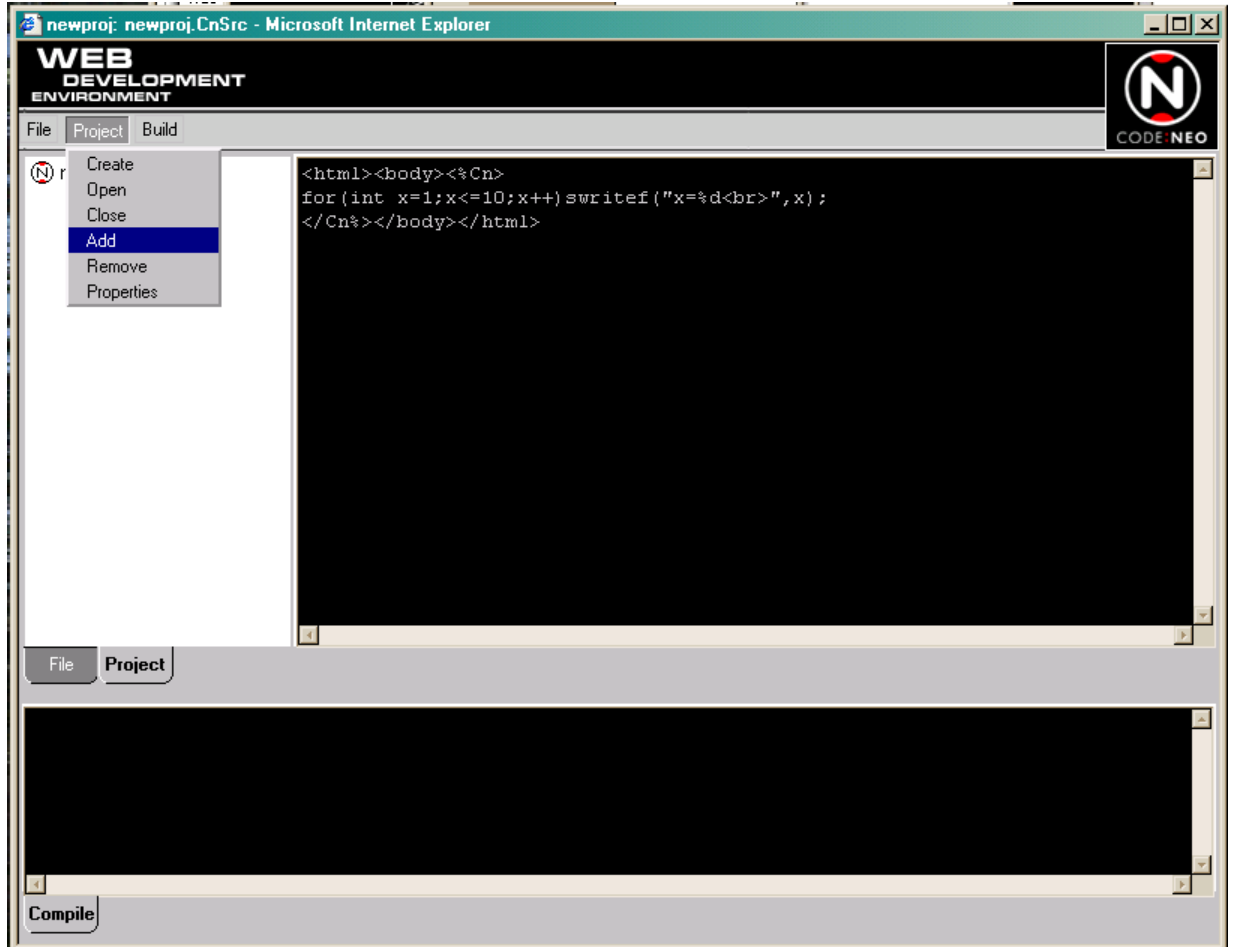 newproj: newproj.CnSrc - Microsoft Internet Explorer
WEB
DEVELOPMENT
ENVIRONMENT
N
CODE:NEO
File Project Build
N
Create
Open
Close
Add
Remove
Properties
<html><body><%Cn>
for(int x=1;x<=10;x++)swritef("x=%d<br>",x);
</Cn%></body></html>
File Project
Compile